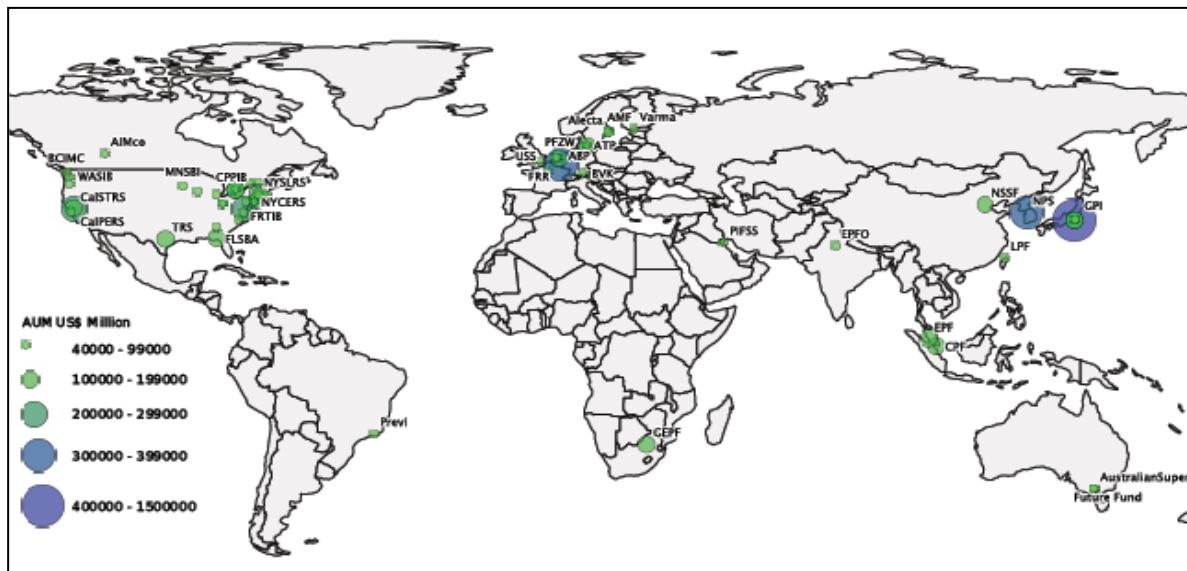 Alecta AMF Varma
AIMco
PFZW ATP
BCIMC
USS ABP
WASIB MNSBI CPPIB NYSLRS
FRR BVK
CalSTRS NYCERS NSSF NPS GPI
CalPERS FRTIB
TRS FLSBA PIFSS EPFO LPF
AUM US$ Million
40000 - 99000
EPF
100000 - 199000
CPF
200000 - 299000
Previ
GEPF
300000 - 399000
AustralianSuper
400000 - 1500000
Future Fund